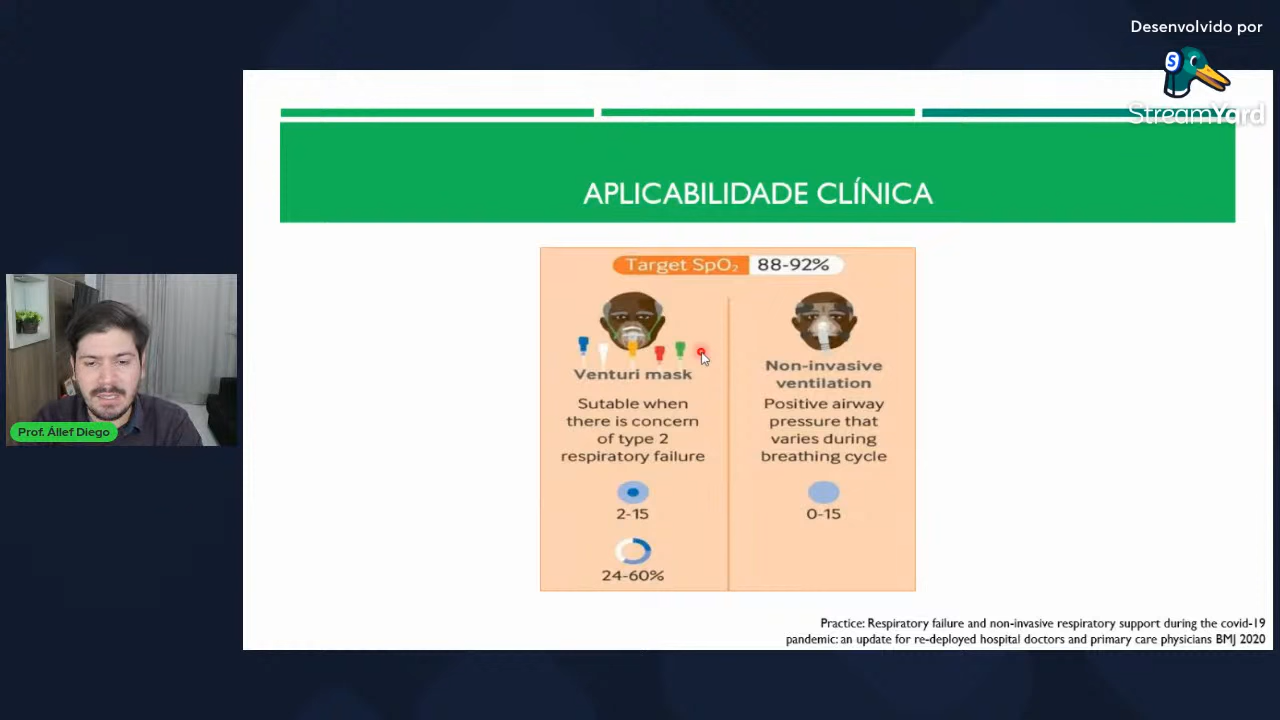 Desenvolvido por
StreamYard
APLICABILIDADE CLÍNICA
Target SpO₂ 88-92%
Venturi mask
Sutable when
there is concern
of type 2
respiratory failure
2-15
24-60%
Non-invasive
ventilation
Positive airway
pressure that
varies during
breathing cycle
0-15
Prof. Állef Diego
Practice: Respiratory failure and non-invasive respiratory support during the covid-19
pandemic: an update for re-deployed hospital doctors and primary care physicians BMJ 2020